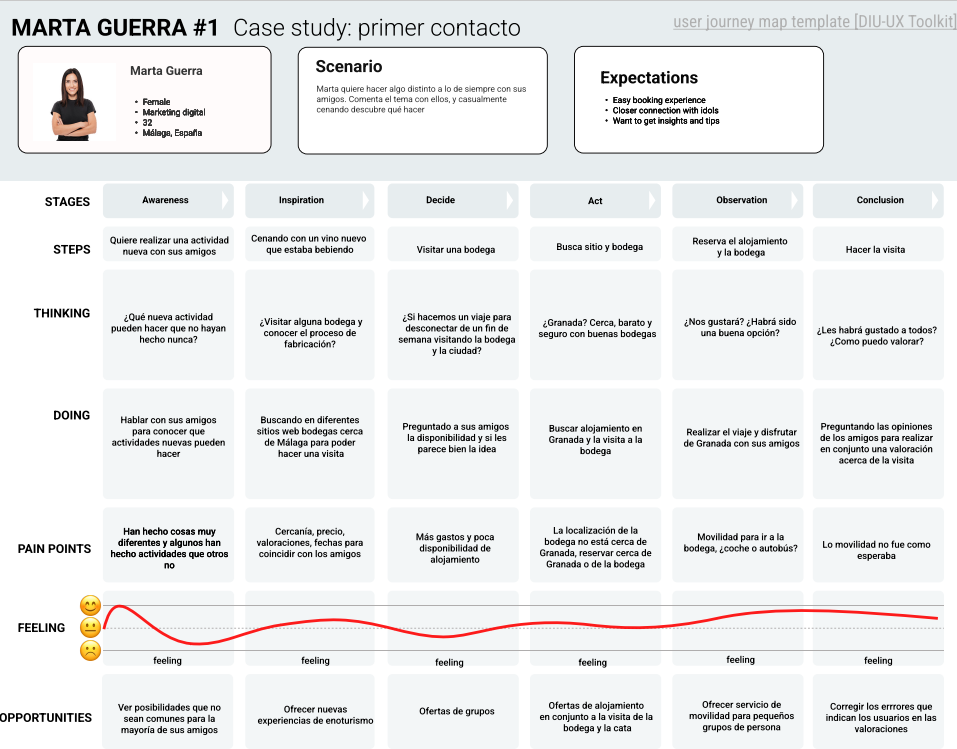 MARTA GUERRA #1 Case study: primer contacto
user journey map template [DIU-UX Toolkit]
Marta Guerra
• Female
• Marketing digital
• 32
• Málaga, España
Scenario
Marta quiere hacer algo distinto a lo de siempre con sus
amigos. Comenta el tema con ellos, y casualmente
cenando descubre qué hacer
Expectations
• Easy booking experience
• Closer connection with idols
• Want to get insights and tips
STAGES
Awareness
Inspiration
Decide
Act
Observation
Conclusion
STEPS
Quiere realizar una actividad
nueva con sus amigos
Cenando con un vino nuevo
que estaba bebiendo
Visitar una bodega
Busca sitio y bodega
Reserva el alojamiento
y la bodega
Hacer la visita
THINKING
¿Qué nueva actividad
pueden hacer que no hayan
hecho nunca?
¿Visitar alguna bodega y
conocer el proceso de
fabricación?
¿Si hacemos un viaje para
desconectar de un fin de
semana visitando la bodega
y la ciudad?
¿Granada? Cerca, barato y
seguro con buenas bodegas
¿Nos gustará? ¿Habrá sido
una buena opción?
¿Les habrá gustado a todos?
¿Como puedo valorar?
DOING
Hablar con sus amigos
para conocer que
actividades nuevas pueden
hacer
Buscando en diferentes
sitios web bodegas cerca
de Málaga para poder
hacer una visita
Preguntado a sus amigos
la disponibilidad y si les
parece bien la idea
Buscar alojamiento en
Granada y la visita a la
bodega
Realizar el viaje y disfrutar
de Granada con sus amigos
Preguntando las opiniones
de los amigos para realizar
en conjunto una valoración
acerca de la visita
PAIN POINTS
Han hecho cosas muy
diferentes y algunos han
hecho actividades que otros
no
Cercanía, precio,
valoraciones, fechas para
coincidir con los amigos
Más gastos y poca
disponibilidad de
alojamiento
La localización de la
bodega no está cerca de
Granada, reservar cerca de
Granada o de la bodega
Movilidad para ir a la
bodega, ¿coche o autobús?
Lo movilidad no fue como
esperaba
FEELING
feeling
feeling
feeling
feeling
feeling
feeling
OPPORTUNITIES
Ver posibilidades que no
sean comunes para la
mayoría de sus amigos
Ofrecer nuevas
experiencias de enoturismo
Ofertas de grupos
Ofertas de alojamiento
en conjunto a la visita de la
bodega y la cata
Ofrecer servicio de
movilidad para pequeños
grupos de persona
Corregir los errrores que
indican los usuarios en las
valoraciones